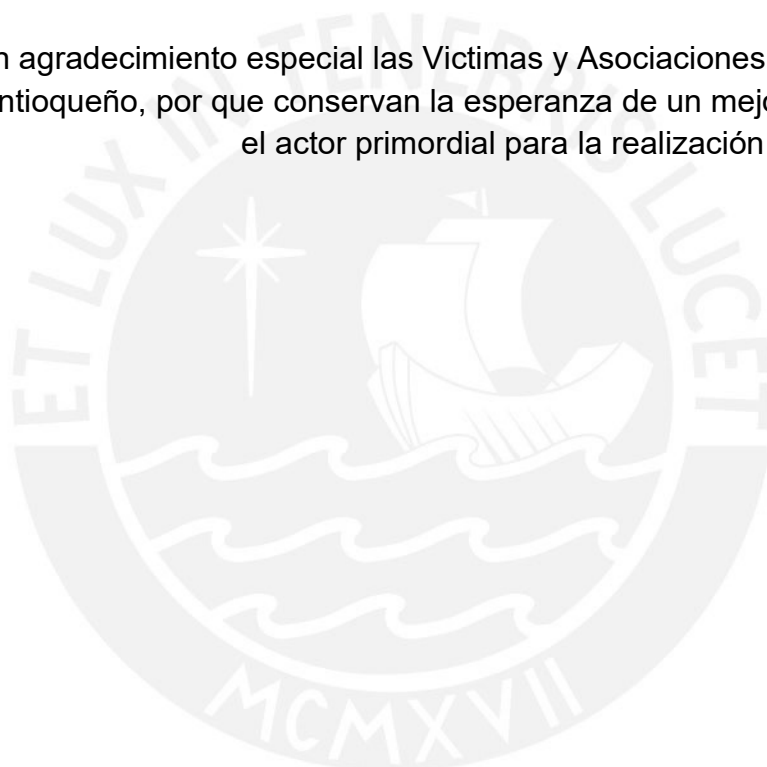 n agradecimiento especial las Victimas y Asociaciones
ntioqueño, por que conservan la esperanza de un mejo
el actor primordial para la realización
ET LUX IN TENEBRIS LUCET
MCMXVII